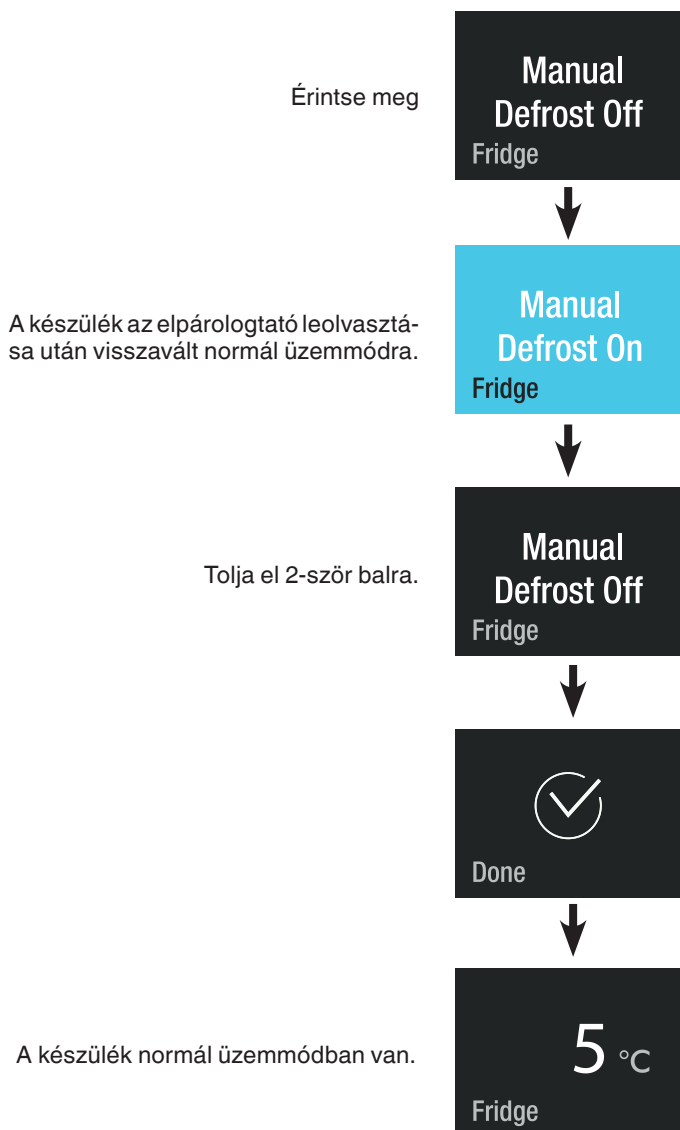 Érintse meg
Manual
Defrost Off
Fridge
A készülék az elpárologtató leolvasztá-
sa után visszavált normál üzemmódra.
Manual
Defrost On
Fridge
Tolja el 2-ször balra.
Manual
Defrost Off
Fridge
Done
A készülék normál üzemmódban van.
5 °C
Fridge